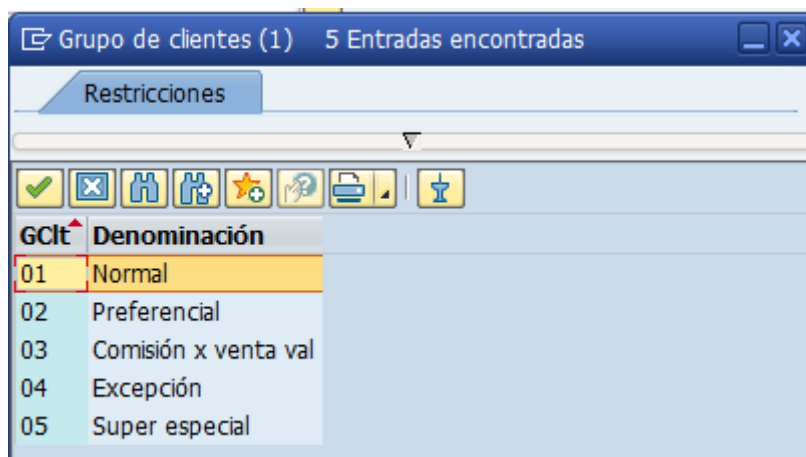 Grupo de clientes (1) 5 Entradas encontradas
Restricciones
GClt Denominación
01 Normal
02 Preferencial
03 Comisión x venta val
04 Excepción
05 Super especial